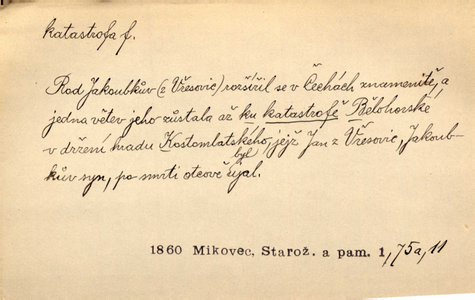 katastrofa f.
Rod Jakoubkův (z Vřesovic) rozšířil se v Čechách znamenitě, a
jedna větev jeho zůstala až ku katastrofě Bělohorské
v držení hradu Kostomlatského, jejž Jan z Vřesovic, Jakoub-
kův syn, po smrti otcově byl ujal.
1860 Mikovec, Starož. a pam. 1, 75a, 11